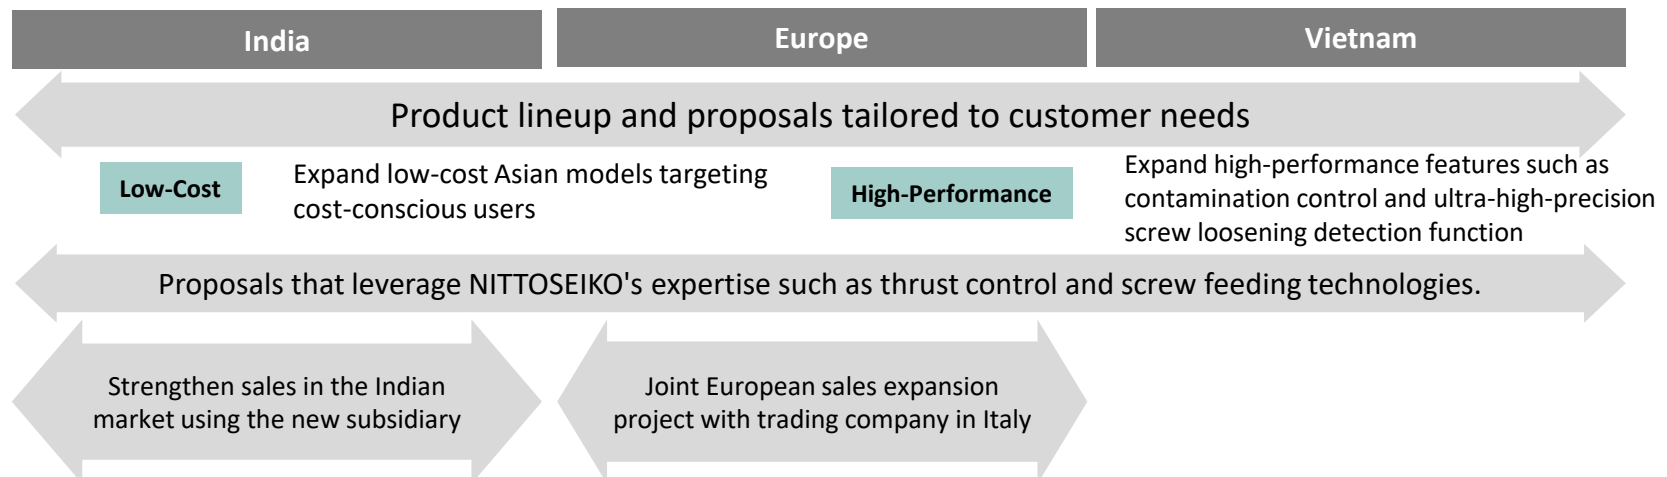 India
Europe
Vietnam
Product lineup and proposals tailored to customer needs
Low-Cost
Expand low-cost Asian models targeting
cost-conscious users
High-Performance
Expand high-performance features such as
contamination control and ultra-high-precision
screw loosening detection function
Proposals that leverage NITTOSEIKO's expertise such as thrust control and screw feeding technologies.
Strengthen sales in the Indian
market using the new subsidiary
Joint European sales expansion
project with trading company in Italy